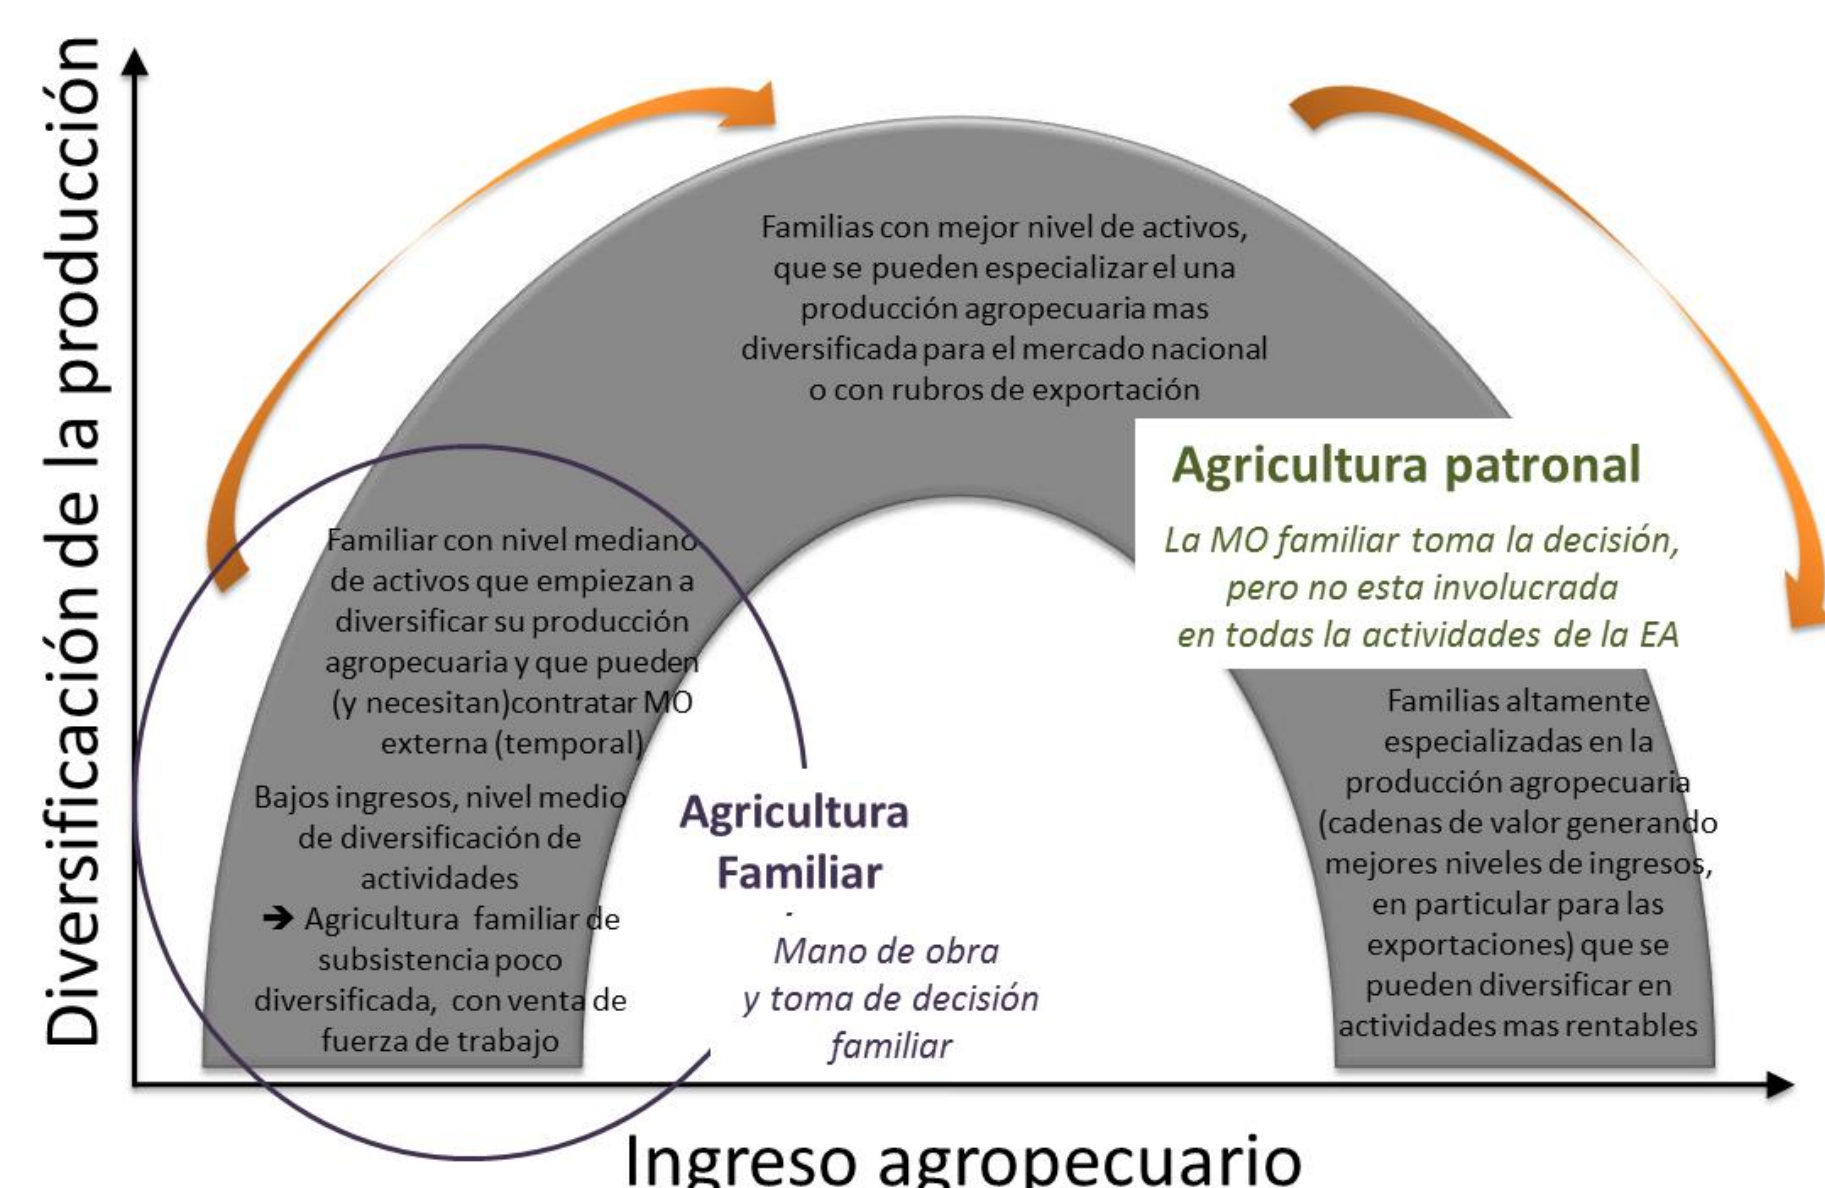 Diversificación de la producción
Familias con mejor nivel de activos,
que se pueden especializar el una
producción agropecuaria mas
diversificada para el mercado nacional
o con rubros de exportación
Agricultura patronal
La MO familiar toma la decisión,
pero no esta involucrada
en todas la actividades de la EA
Familiar con nivel mediano
de activos que empiezan a
diversificar su producción
agropecuaria y que pueden
(y necesitan)contratar MO
externa (temporal)
Bajos ingresos, nivel medio
de diversificación de
actividades
➔ Agricultura familiar de
subsistencia poco
diversificada, con venta de
fuerza de trabajo
Agricultura
Familiar
Mano de obra
y toma de decisión
familiar
Familias altamente
especializadas en la
producción agropecuaria
(cadenas de valor generando
mejores niveles de ingresos,
en particular para las
exportaciones) que se
pueden diversificar en
actividades mas rentables
Ingreso agropecuario